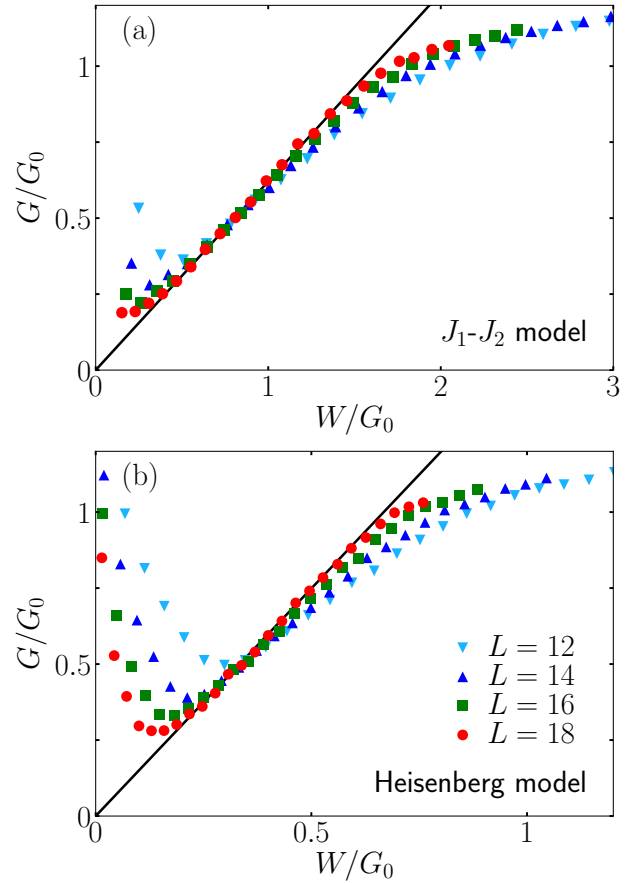 (a)
1
0.5
0
G/G₀
J₁-J₂ model
0 1 2 3
W/G₀
(b)
1
0.5
0
G/G₀
L = 12
L = 14
L = 16
L = 18
Heisenberg model
0 0.5 1
W/G₀